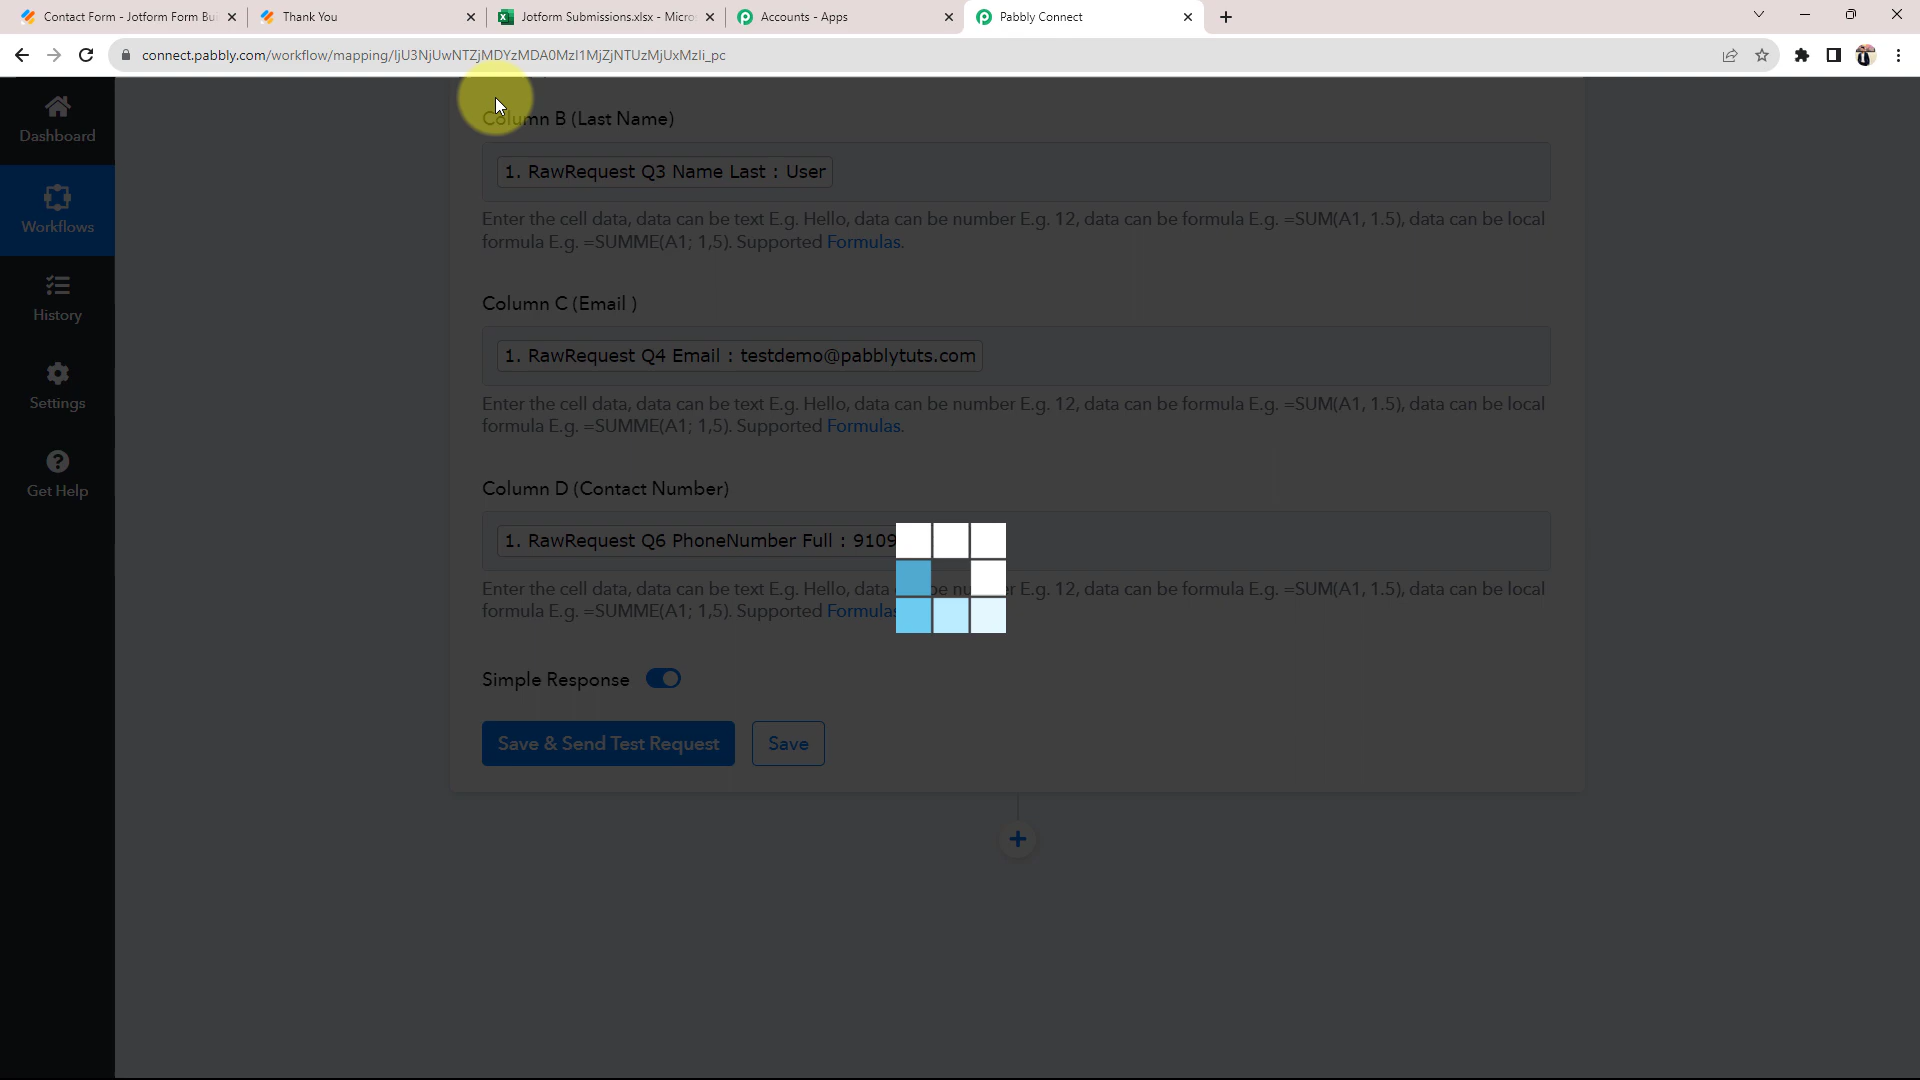 Contact Form - Jotform Form Bu
Thank You
Jotform Submissions.xlsx - Micro
Accounts - Apps
Pabbly Connect
connect.pabbly.com/workflow/mapping/IjU3NjUwNTZjMDYzMDA0MzI1MjZjNTUzMjUxMzIi_pc
Dashboard
Workflows
History
Settings
Get Help
Column B (Last Name)
1. RawRequest Q3 Name Last : User
Enter the cell data, data can be text E.g. Hello, data can be number E.g. 12, data can be formula E.g. =SUM(A1, 1.5), data can be local
formula E.g. =SUMME(A1; 1,5). Supported Formulas.
Column C (Email )
1. RawRequest Q4 Email : testdemo@pabblytuts.com
Enter the cell data, data can be text E.g. Hello, data can be number E.g. 12, data can be formula E.g. =SUM(A1, 1.5), data can be local
formula E.g. =SUMME(A1; 1,5). Supported Formulas.
Column D (Contact Number)
1. RawRequest Q6 PhoneNumber Full : 9109
Enter the cell data, data can be text E.g. Hello, data be nu r E.g. 12, data can be formula E.g. =SUM(A1, 1.5), data can be local
formula E.g. =SUMME(A1; 1,5). Supported Formulas
Simple Response
Save & Send Test Request
Save